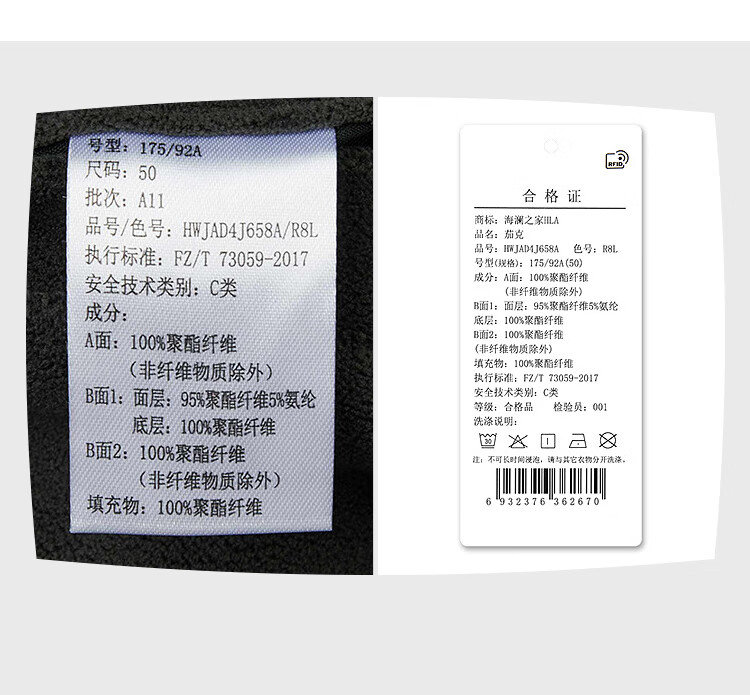 号型：175/92A
尺码：50
批次：A11
品号/色号：HWJAD4J658A/R8L
执行标准：FZ/T 73059-2017
安全技术类别：C类
成分：
A面：100%聚酯纤维
（非纤维物质除外）
B面1：面层：95%聚酯纤维5%氨纶
底层：100%聚酯纤维
B面2：100%聚酯纤维
（非纤维物质除外）
填充物：100%聚酯纤维
RFID
合格证
商标：海澜之家HLA
品名：茄克
品号：HWJAD4J658A 色号：R8L
号型(规格)：175/92A(50)
成分：A面：100%聚酯纤维
(非纤维物质除外)
B面1：面层：95%聚酯纤维5%氨纶
底层：100%聚酯纤维
B面2：100%聚酯纤维
(非纤维物质除外)
填充物：100%聚酯纤维
执行标准：FZ/T 73059-2017
安全技术类别：C类
等级：合格品 检验员：001
洗涤说明：
30
注：不可长时间浸泡，请与其它衣物分开洗涤。
6 932376 362670